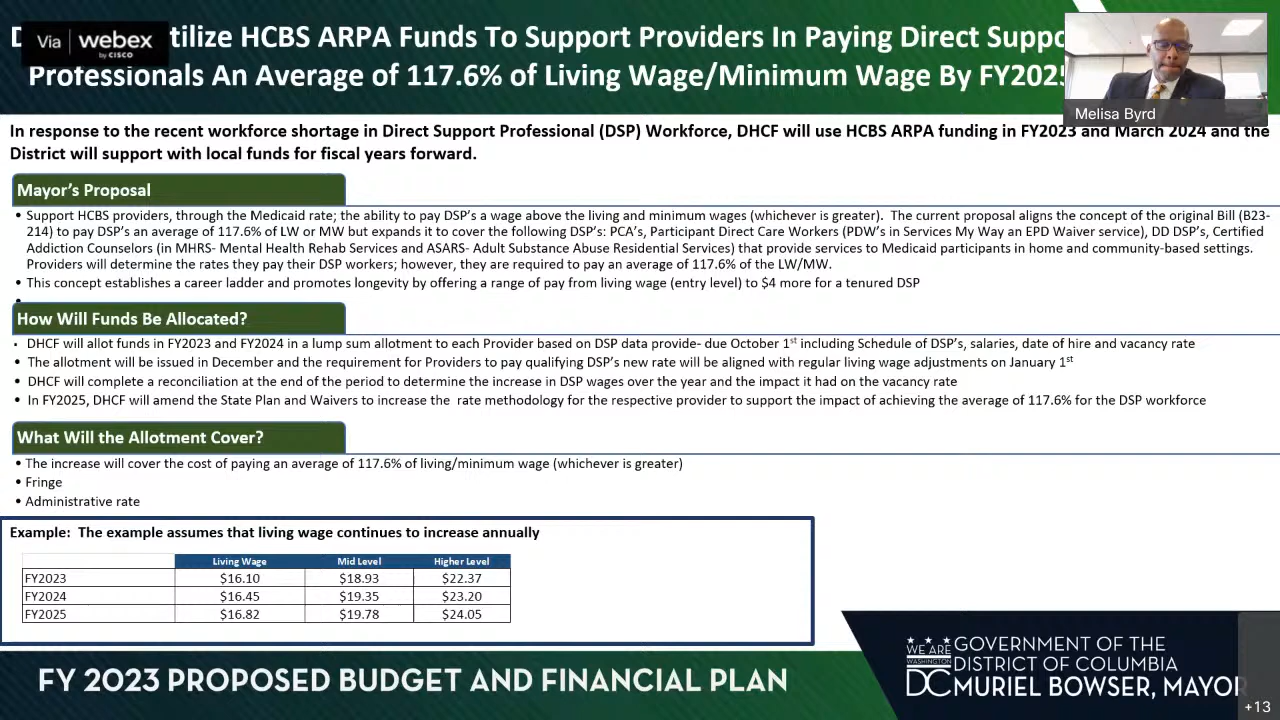 D
Via webex
by CISCO
tilize HCBS ARPA Funds To Support Providers In Paying Direct Suppo
Professionals An Average of 117.6% of Living Wage/Minimum Wage By FY2025
Melisa Byrd
In response to the recent workforce shortage in Direct Support Professional (DSP) Workforce, DHCF will use HCBS ARPA funding in FY2023 and March 2024 and the
District will support with local funds for fiscal years forward.
Mayor's Proposal
• Support HCBS providers, through the Medicaid rate; the ability to pay DSP's a wage above the living and minimum wages (whichever is greater). The current proposal aligns the concept of the original Bill (B23-
214) to pay DSP's an average of 117.6% of LW or MW but expands it to cover the following DSP's: PCA's, Participant Direct Care Workers (PDW's in Services My Way an EPD Waiver service), DD DSP's, Certified
Addiction Counselors (in MHRS- Mental Health Rehab Services and ASARS- Adult Substance Abuse Residential Services) that provide services to Medicaid participants in home and community-based settings.
Providers will determine the rates they pay their DSP workers; however, they are required to pay an average of 117.6% of the LW/MW.
• This concept establishes a career ladder and promotes longevity by offering a range of pay from living wage (entry level) to $4 more for a tenured DSP
•
How Will Funds Be Allocated?
• DHCF will allot funds in FY2023 and FY2024 in a lump sum allotment to each Provider based on DSP data provide- due October 1st including Schedule of DSP's, salaries, date of hire and vacancy rate
• The allotment will be issued in December and the requirement for Providers to pay qualifying DSP's new rate will be aligned with regular living wage adjustments on January 1st
• DHCF will complete a reconciliation at the end of the period to determine the increase in DSP wages over the year and the impact it had on the vacancy rate
• In FY2025, DHCF will amend the State Plan and Waivers to increase the rate methodology for the respective provider to support the impact of achieving the average of 117.6% for the DSP workforce
What Will the Allotment Cover?
• The increase will cover the cost of paying an average of 117.6% of living/minimum wage (whichever is greater)
• Fringe
• Administrative rate
Example: The example assumes that living wage continues to increase annually
Living Wage Mid Level Higher Level
FY2023 $16.10 $18.93 $22.37
FY2024 $16.45 $19.35 $23.20
FY2025 $16.82 $19.78 $24.05
FY 2023 PROPOSED BUDGET AND FINANCIAL PLAN
WE ARE
WASHINGTON
DC
GOVERNMENT OF THE
DISTRICT OF COLUMBIA
MURIEL BOWSER, MAYOR
+13